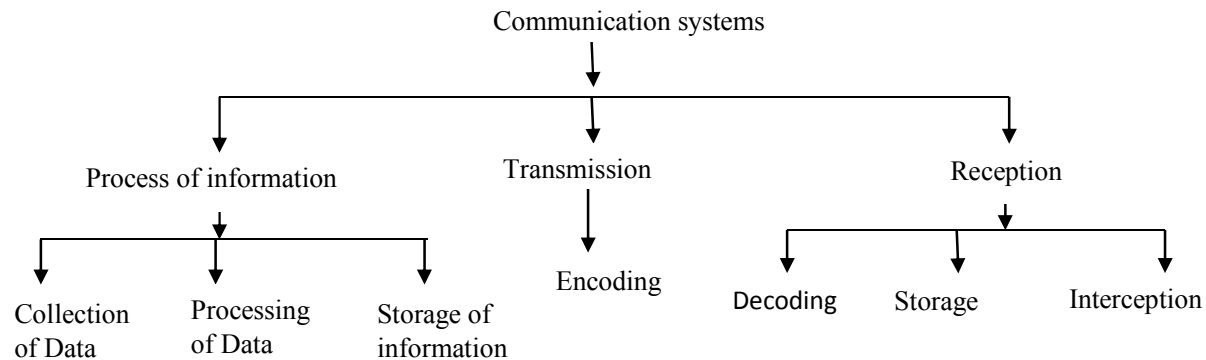 Communication systems
Process of information
Transmission
Reception
Collection
of Data
Processing
of Data
Storage of
information
Encoding
Decoding
Storage
Interception